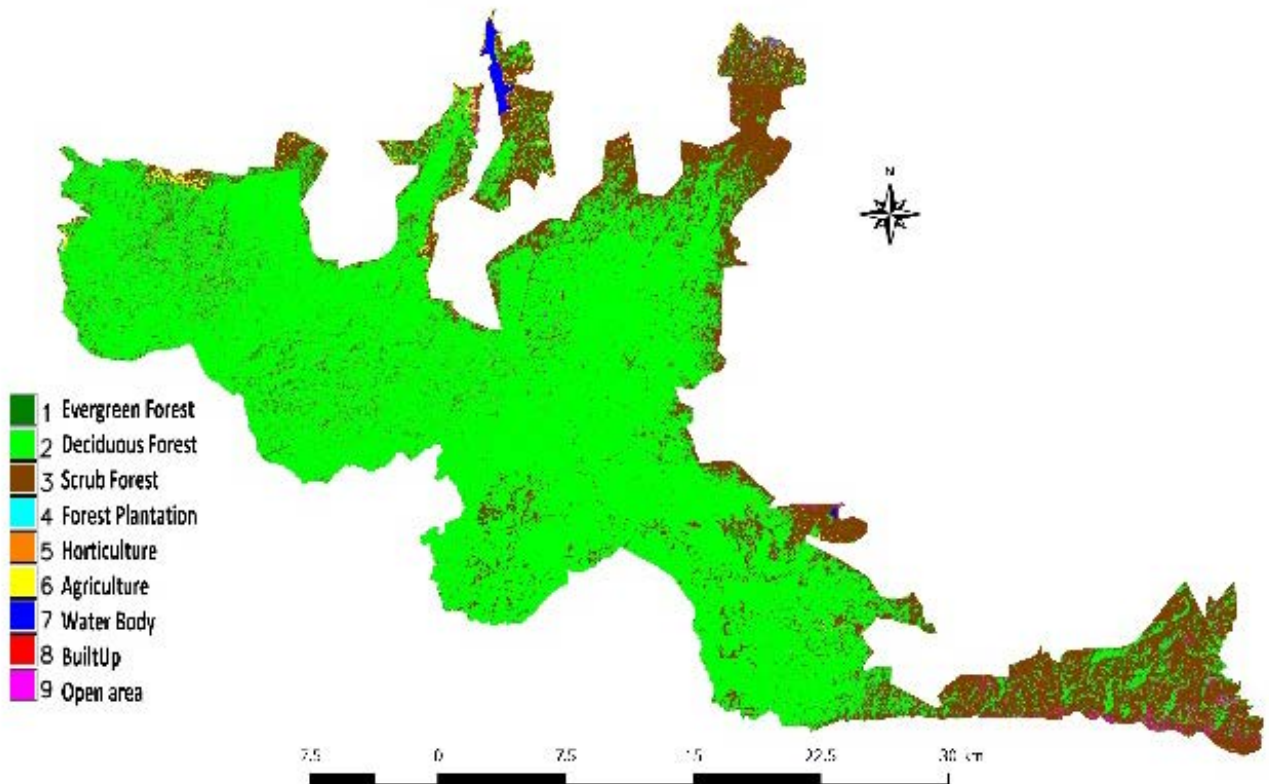 N
1 Evergreen Forest
2 Deciduous Forest
3 Scrub Forest
4 Forest Plantation
5 Horticulture
6 Agriculture
7 Water Body
8 BuiltUp
9 Open area
7.5 0 7.5 15 22.5 30 km